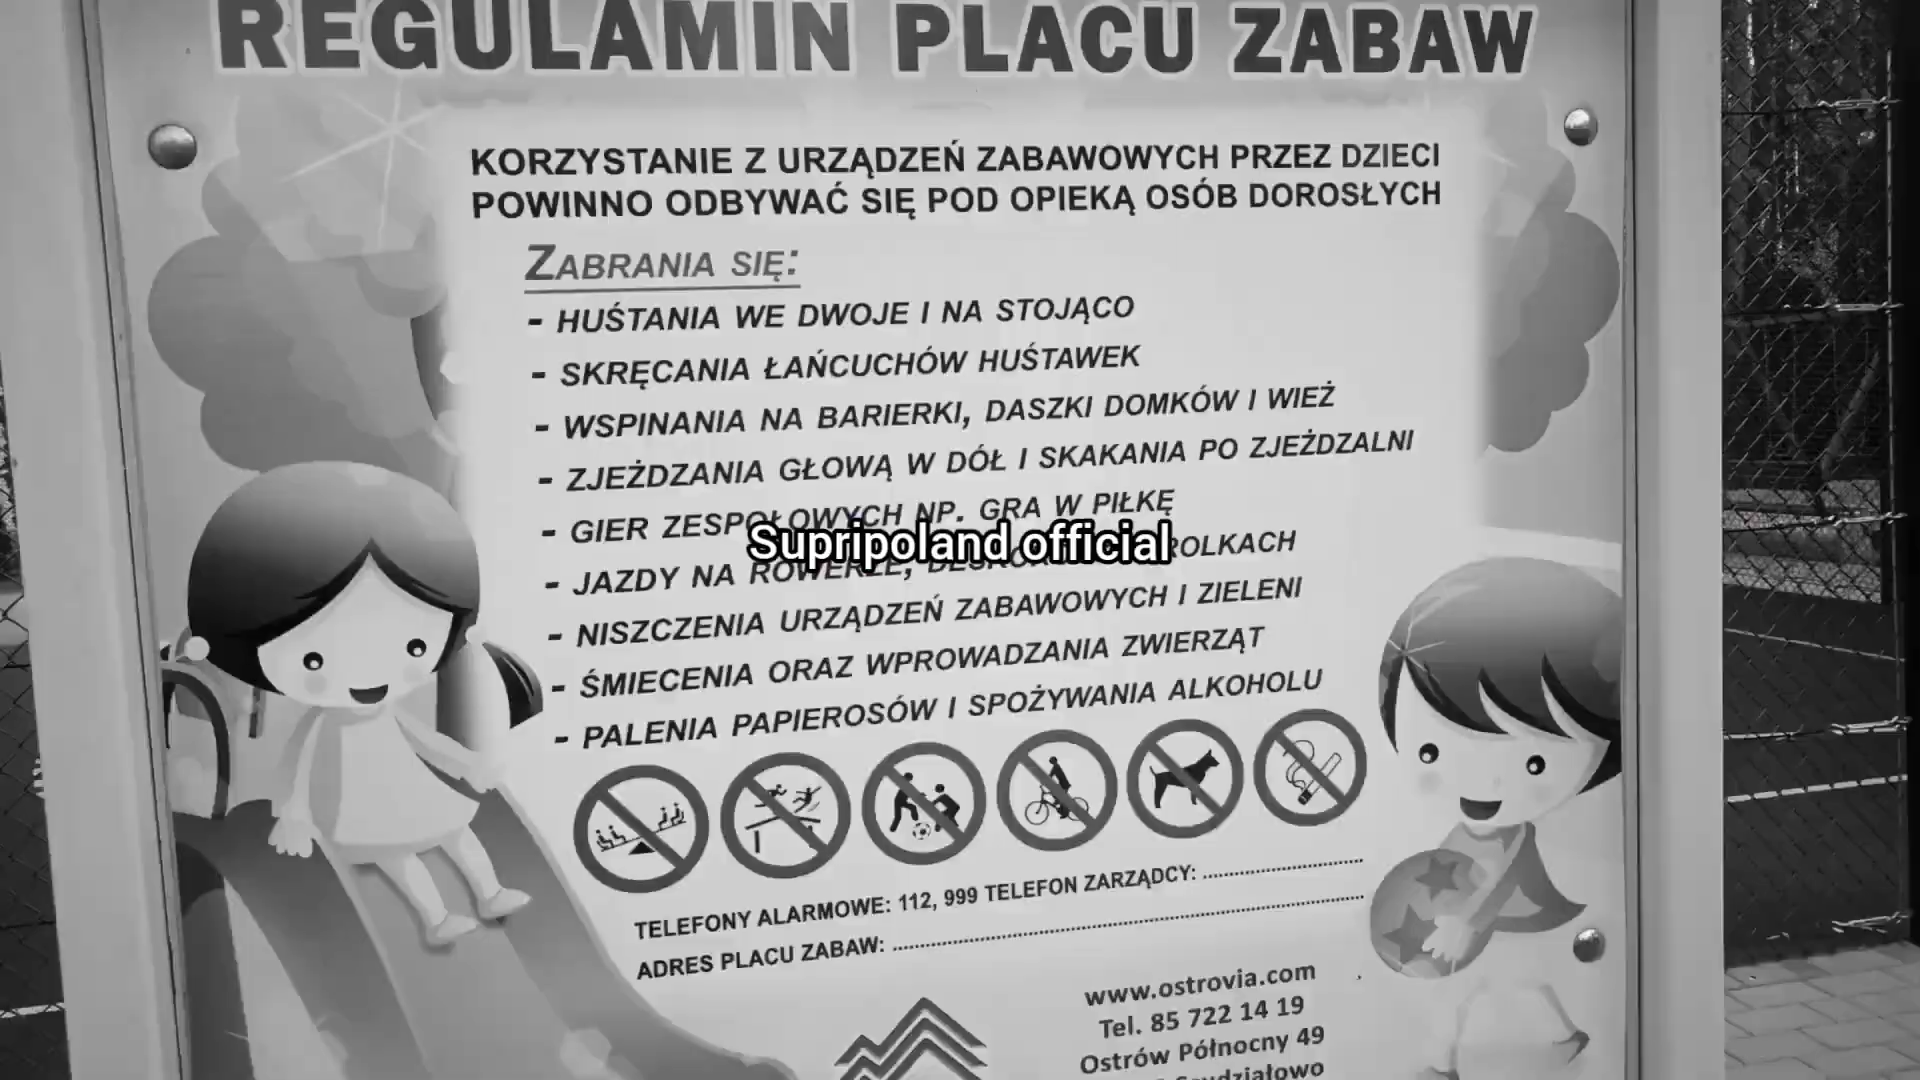 REGULAMIN PLACU ZABAW
KORZYSTANIE Z URZĄDZEŃ ZABAWOWYCH PRZEZ DZIECI
POWINNO ODBYWAĆ SIĘ POD OPIEKĄ OSÓB DOROSŁYCH
ZABRANIA SIĘ:
- HUŚTANIA WE DWOJE I NA STOJĄCO
- SKRĘCANIA ŁAŃCUCHÓW HUŚTAWEK
- WSPINANIA NA BARIERKI, DASZKI DOMKÓW I WIEŻ
- ZJEŻDZANIA GŁOWĄ W DÓŁ I SKAKANIA PO ZJEŻDZALNI
- GIER ZESPOŁOWYCH NP. GRA W PIŁKĘ
Supripoland official
- JAZDY NA ROWERZE, ROLKACH
- NISZCZENIA URZĄDZEŃ ZABAWOWYCH I ZIELENI
- ŚMIECENIA ORAZ WPROWADZANIA ZWIERZĄT
- PALENIA PAPIEROSÓW I SPOŻYWANIA ALKOHOLU
TELEFONY ALARMOWE: 112, 999 TELEFON ZARZĄDCY: ........................
ADRES PLACU ZABAW: ........................
www.ostrovia.com
Tel. 85 722 14 19
Ostrów Północny 49